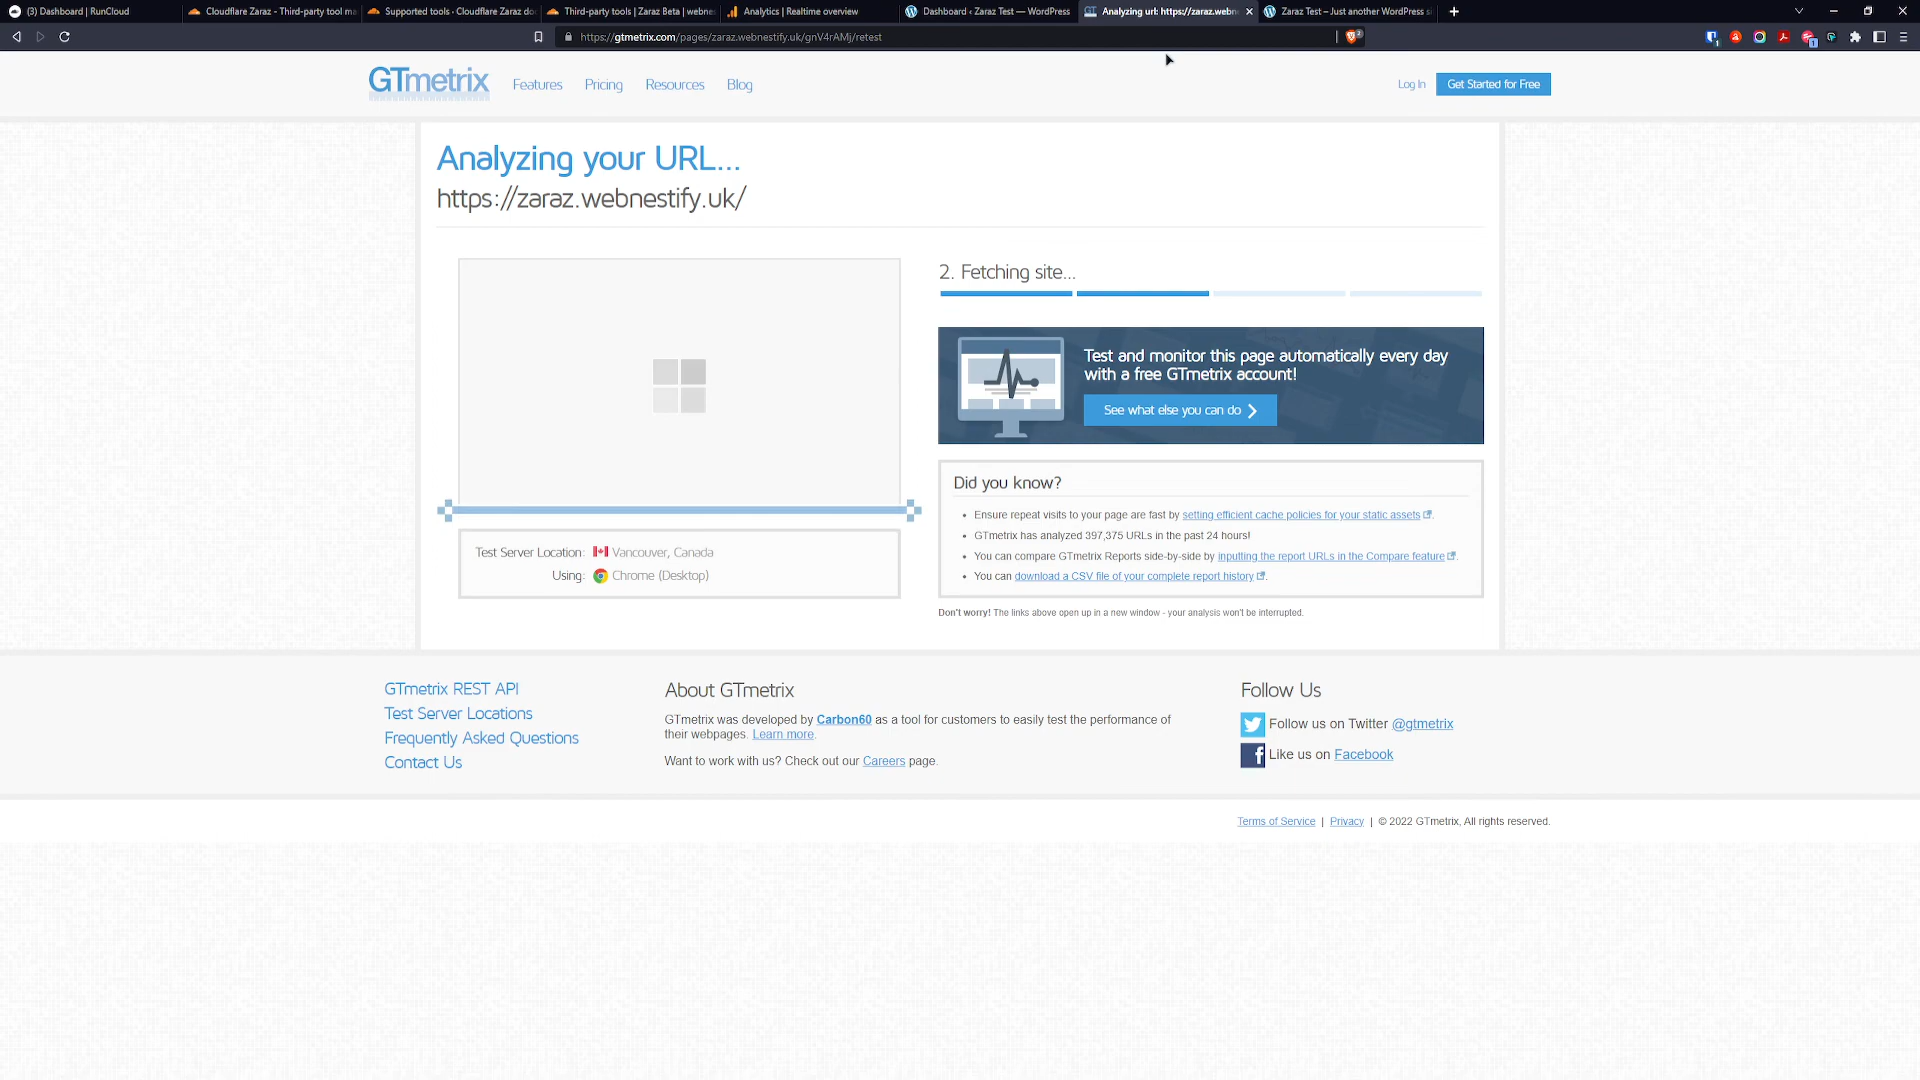 (3) Dashboard | RunCloud
Cloudflare Zaraz - Third-party tool m
Supported tools · Cloudflare Zaraz do
Third-party tools | Zaraz Beta | webnes
Analytics | Realtime overview
Dashboard ‹ Zaraz Test — WordPress
GT Analyzing url: https://zaraz.webn
Zaraz Test – Just another WordPress s
https://gtmetrix.com/pages/zaraz.webnestify.uk/gnV4rAMj/retest
GTmetrix
Features
Pricing
Resources
Blog
Log In
Get Started for Free
Analyzing your URL...
https://zaraz.webnestify.uk/
2. Fetching site...
Test and monitor this page automatically every day
with a free GTmetrix account!
See what else you can do
Did you know?
• Ensure repeat visits to your page are fast by setting efficient cache policies for your static assets.
• GTmetrix has analyzed 397,375 URLs in the past 24 hours!
• You can compare GTmetrix Reports side-by-side by inputting the report URLs in the Compare feature.
• You can download a CSV file of your complete report history.
Don't worry! The links above open up in a new window - your analysis won't be interrupted.
Test Server Location: Vancouver, Canada
Using: Chrome (Desktop)
GTmetrix REST API
Test Server Locations
Frequently Asked Questions
Contact Us
About GTmetrix
GTmetrix was developed by Carbon60 as a tool for customers to easily test the performance of
their webpages. Learn more.
Want to work with us? Check out our Careers page.
Follow Us
Follow us on Twitter @gtmetrix
Like us on Facebook
Terms of Service | Privacy | © 2022 GTmetrix, All rights reserved.